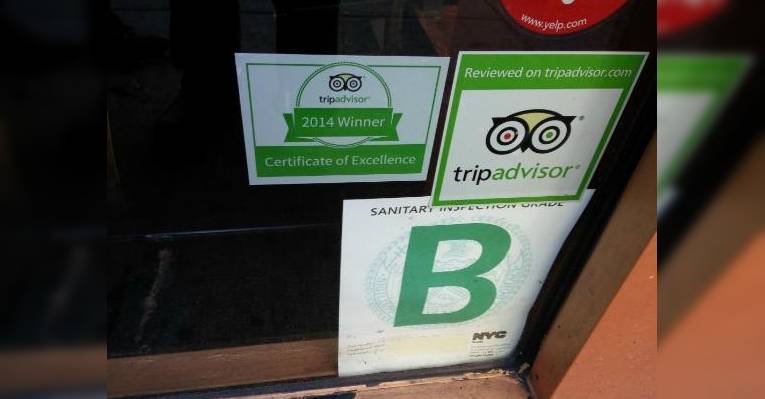 www.yelp.com
tripadvisor®
2014 Winner
Certificate of Excellence
Reviewed on tripadvisor.com
tripadvisor®
SANITARY INSPECTION GRADE
B
NYC